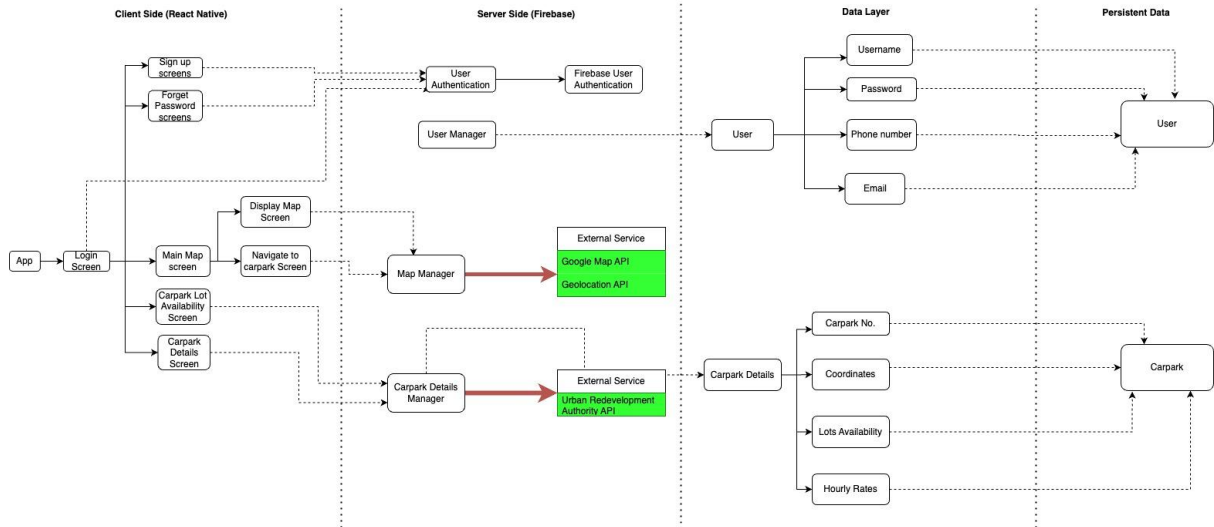 Client Side (React Native)
Server Side (Firebase)
Data Layer
Persistent Data
App
Login
Screen
Sign up
screens
Forget
Password
screens
Main Map
screen
Display Map
Screen
Navigate to
carpark Screen
Carpark Lot
Availability
Screen
Carpark
Details
Screen
User
Authentication
Firebase User
Authentication
User Manager
Map Manager
External Service
Google Map API
Geolocation API
Carpark Details
Manager
External Service
Urban Redevelopment
Authority API
User
Username
Password
Phone number
Email
Carpark Details
Carpark No.
Coordinates
Lots Availability
Hourly Rates
User
Carpark